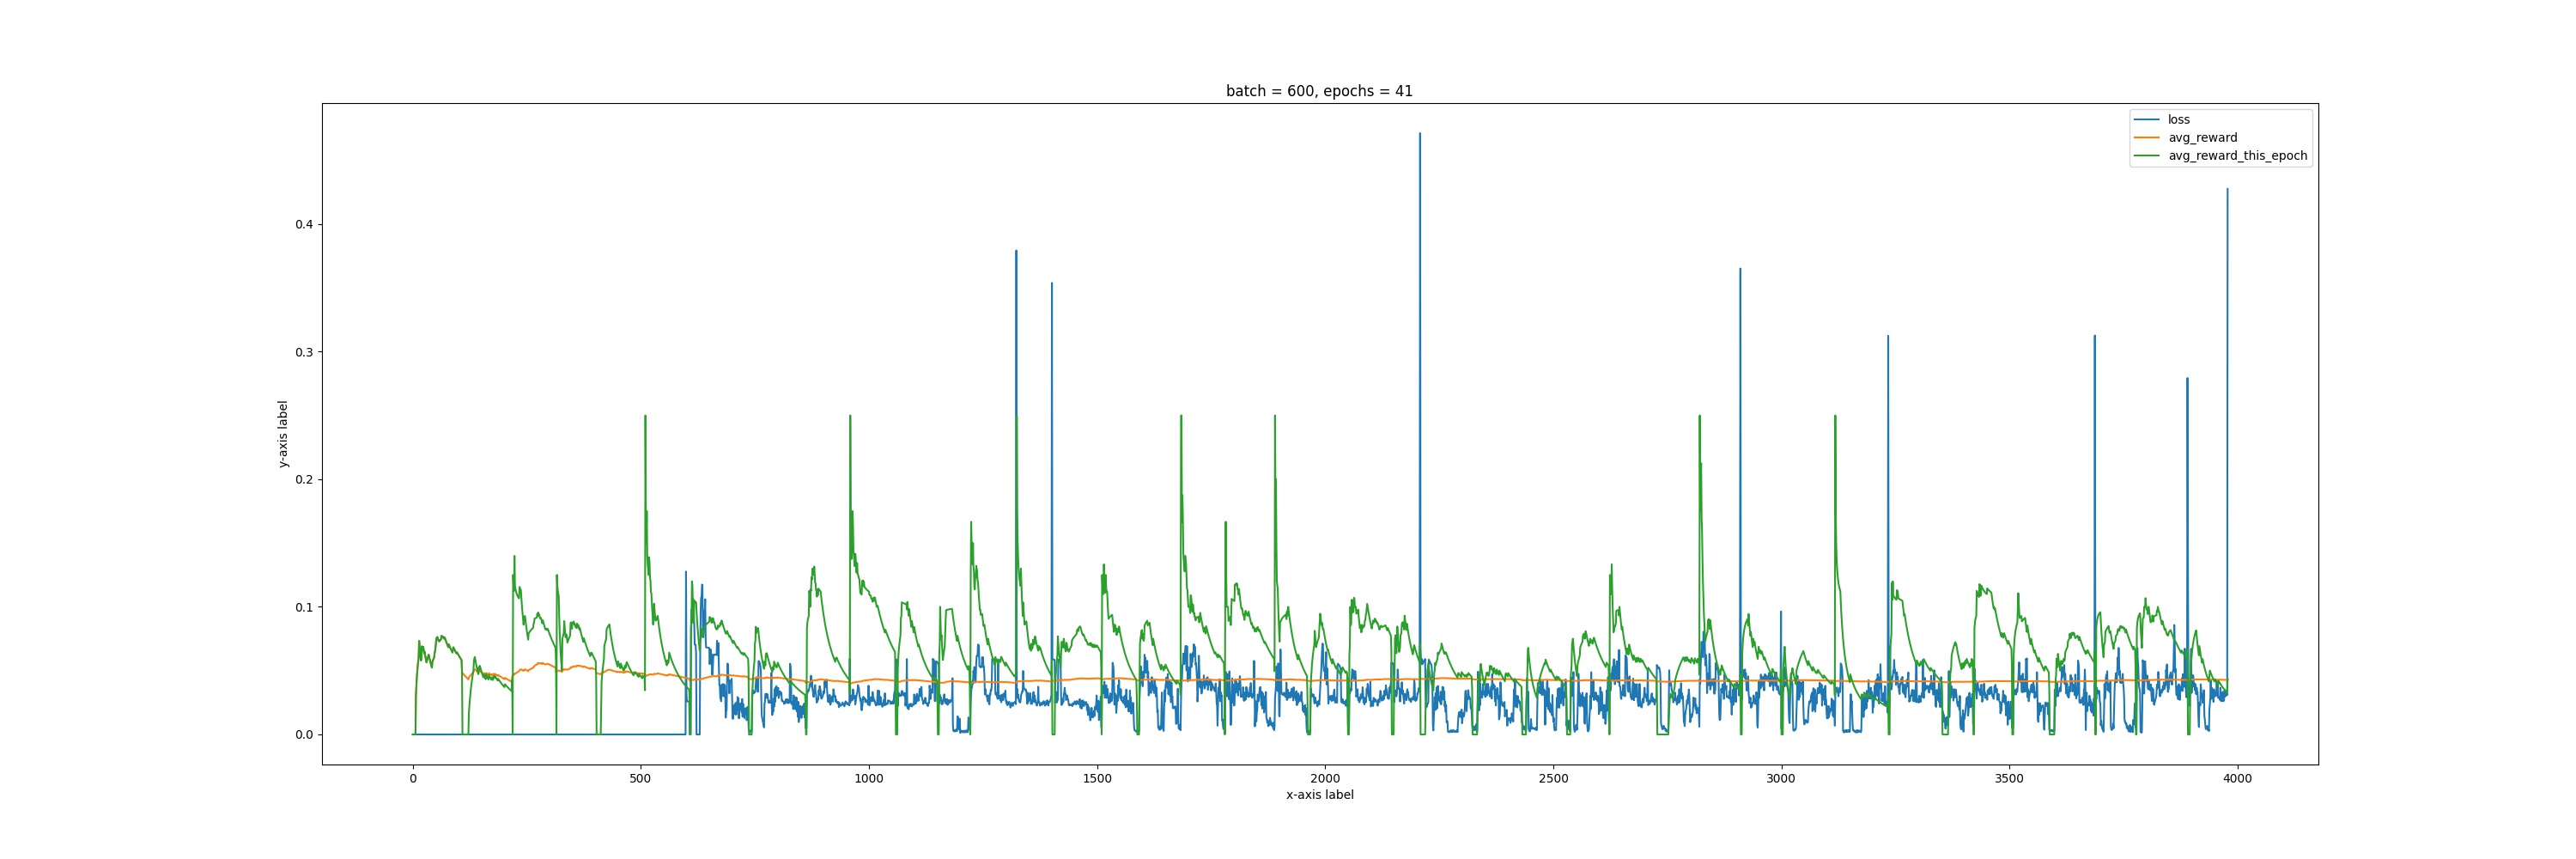 batch = 600, epochs = 41
loss
avg_reward
avg_reward_this_epoch
y-axis label
0.4
0.3
0.2
0.1
0.0
0 500 1000 1500 2000 2500 3000 3500 4000
x-axis label